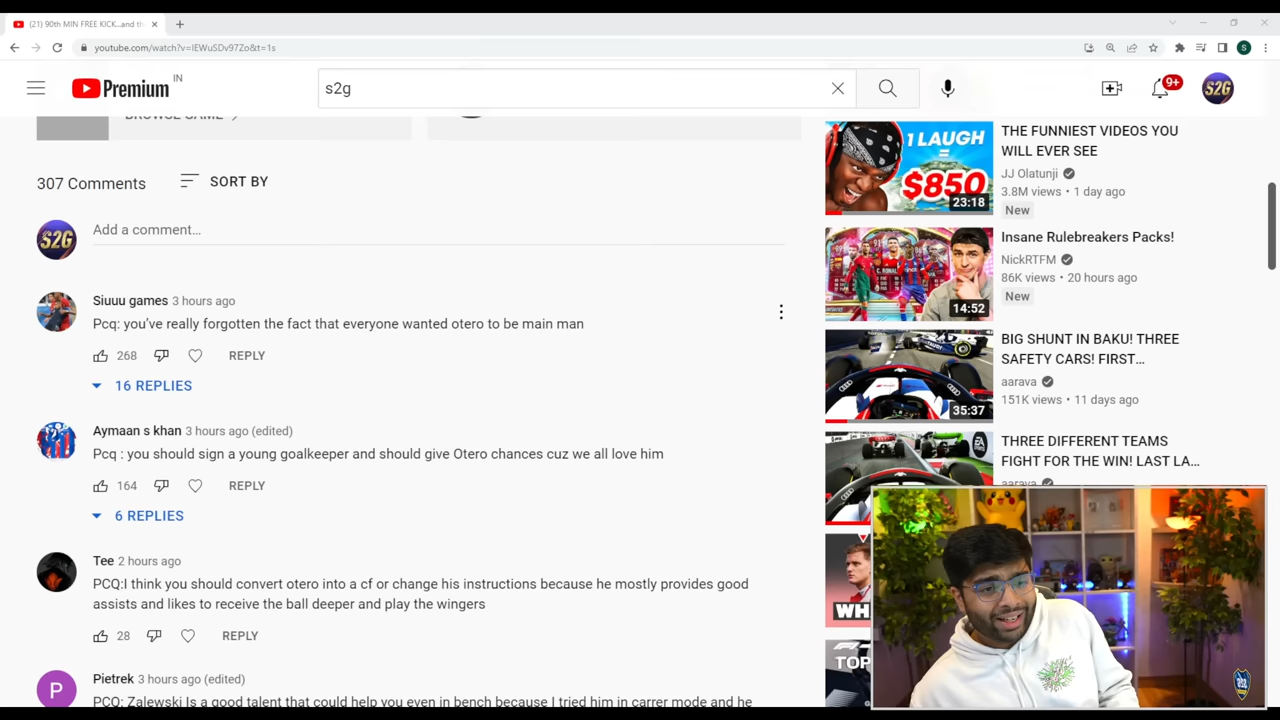 (21) 90th MIN FREE KICK...and th
youtube.com/watch?v=IEWuSDv97Zo&t=1s
S
Premium
IN
s2g
9+
S2G
BROWSE GAME
307 Comments
SORT BY
S2G
Add a comment...
Siuuu games 3 hours ago
Pcq: you've really forgotten the fact that everyone wanted otero to be main man
268
REPLY
16 REPLIES
Aymaan s khan 3 hours ago (edited)
Pcq : you should sign a young goalkeeper and should give Otero chances cuz we all love him
164
REPLY
6 REPLIES
Tee 2 hours ago
PCQ:I think you should convert otero into a cf or change his instructions because he mostly provides good
assists and likes to receive the ball deeper and play the wingers
28
REPLY
P
Pietrek 3 hours ago (edited)
PCQ: Zalewski Is a good talent that could help you even in bench because I tried him in carrer mode and he
1 LAUGH
= $850
23:18
THE FUNNIEST VIDEOS YOU
WILL EVER SEE
JJ Olatunji
3.8M views • 1 day ago
New
14:52
Insane Rulebreakers Packs!
NickRTFM
86K views • 20 hours ago
New
35:37
BIG SHUNT IN BAKU! THREE
SAFETY CARS! FIRST...
aarava
151K views • 11 days ago
THREE DIFFERENT TEAMS
FIGHT FOR THE WIN! LAST LA...
aarava
WH
TOP